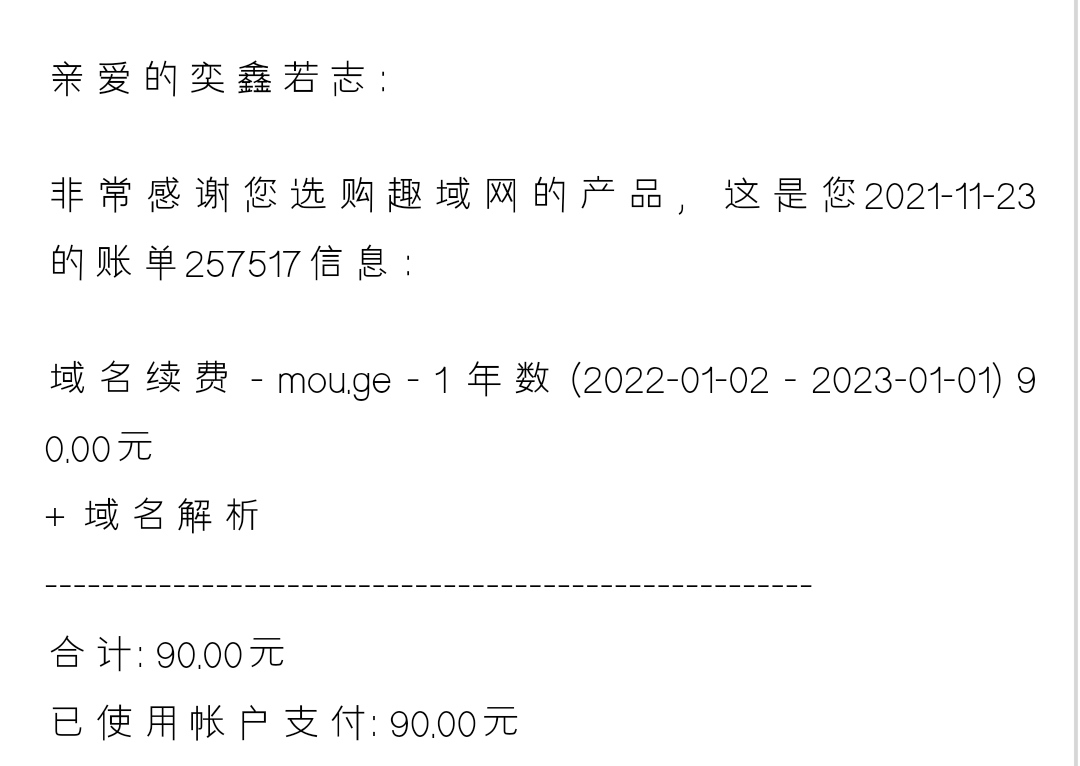 亲爱的奕鑫若志:
非常感谢您选购趣域网的产品, 这是您2021-11-23
的账单257517信息:
域名续费 - mou.ge - 1 年数 (2022-01-02 - 2023-01-01) 9
0.00元
+ 域名解析
------------------------------------------------------
合计: 90.00元
已使用帐户支付: 90.00元